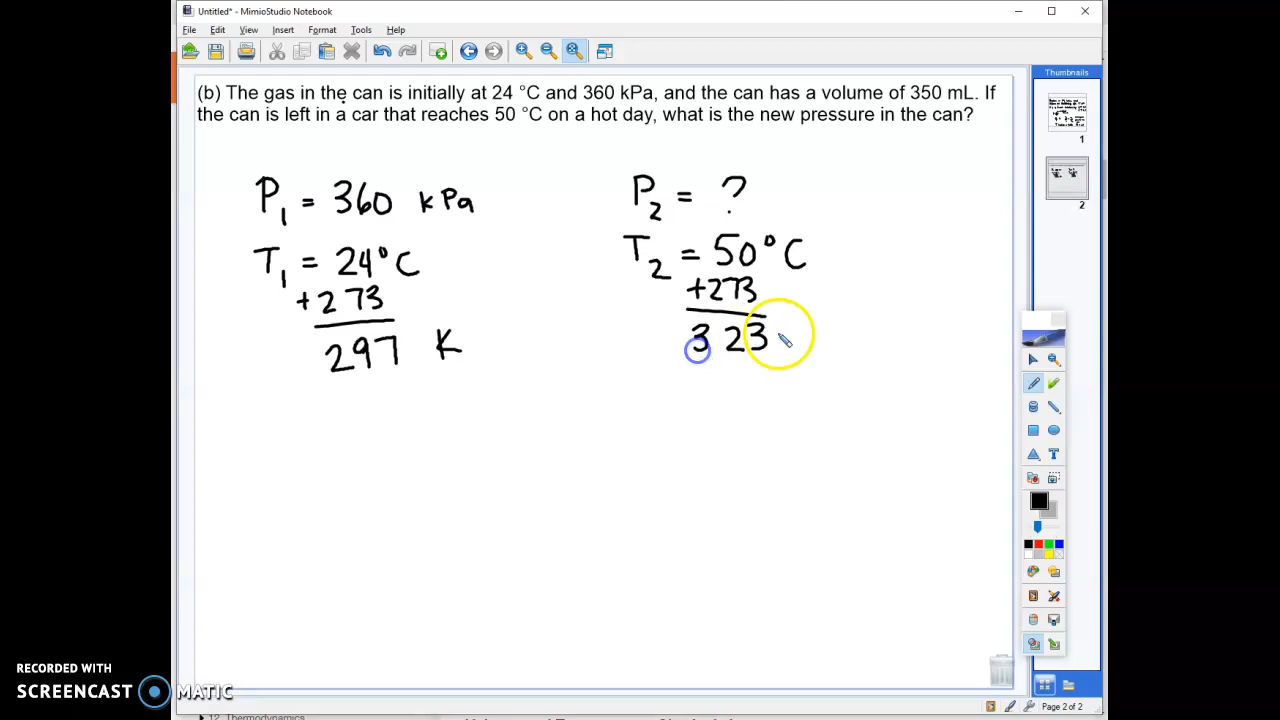 Untitled* - MimioStudio Notebook
File Edit View Insert Format Tools Help
(b) The gas in the can is initially at 24 °C and 360 kPa, and the can has a volume of 350 mL. If
the can is left in a car that reaches 50 °C on a hot day, what is the new pressure in the can?
P1 = 360 kPa
T1 = 24°C
+273
297 K
P2 = ?
T2 = 50°C
+273
323
Thumbnails
1
2
Page 2 of 2
RECORDED WITH
SCREENCAST MATIC
12. Thermodynamics